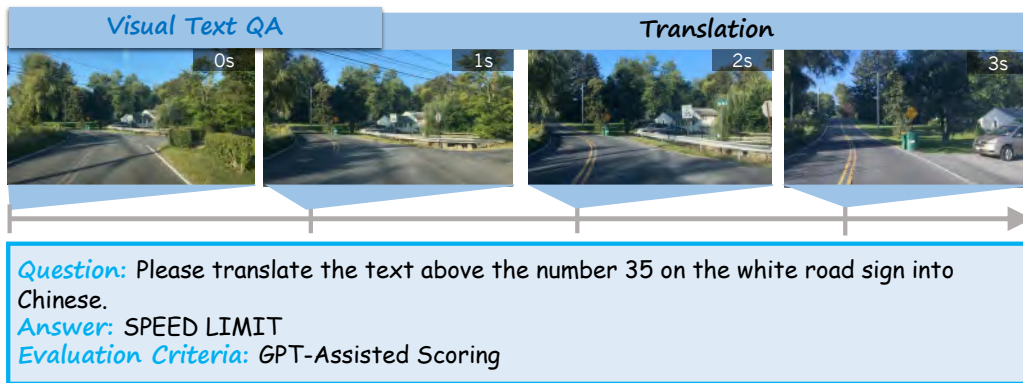 Visual Text QA
Translation
0s
1s
2s
3s
Question: Please translate the text above the number 35 on the white road sign into
Chinese.
Answer: SPEED LIMIT
Evaluation Criteria: GPT-Assisted Scoring